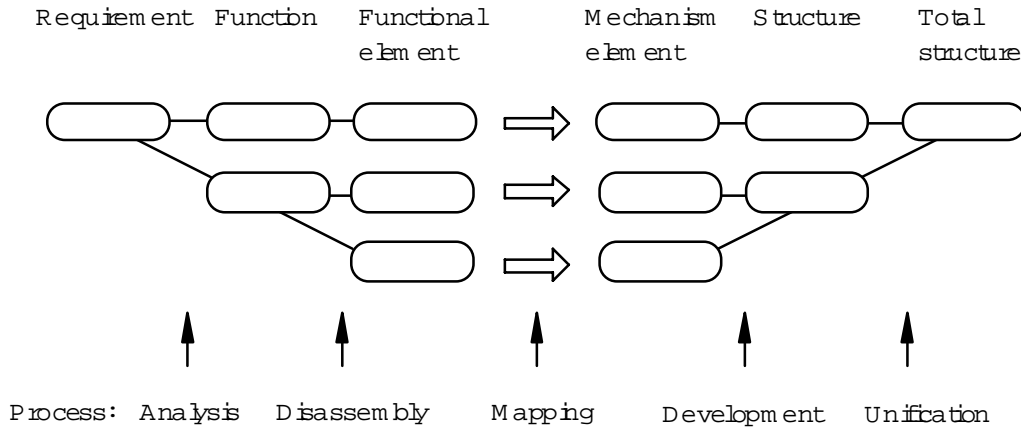 Requirement Function Functional Mechanism Structure Total
element element structure
Process: Analysis Disassembly Mapping Development Unification